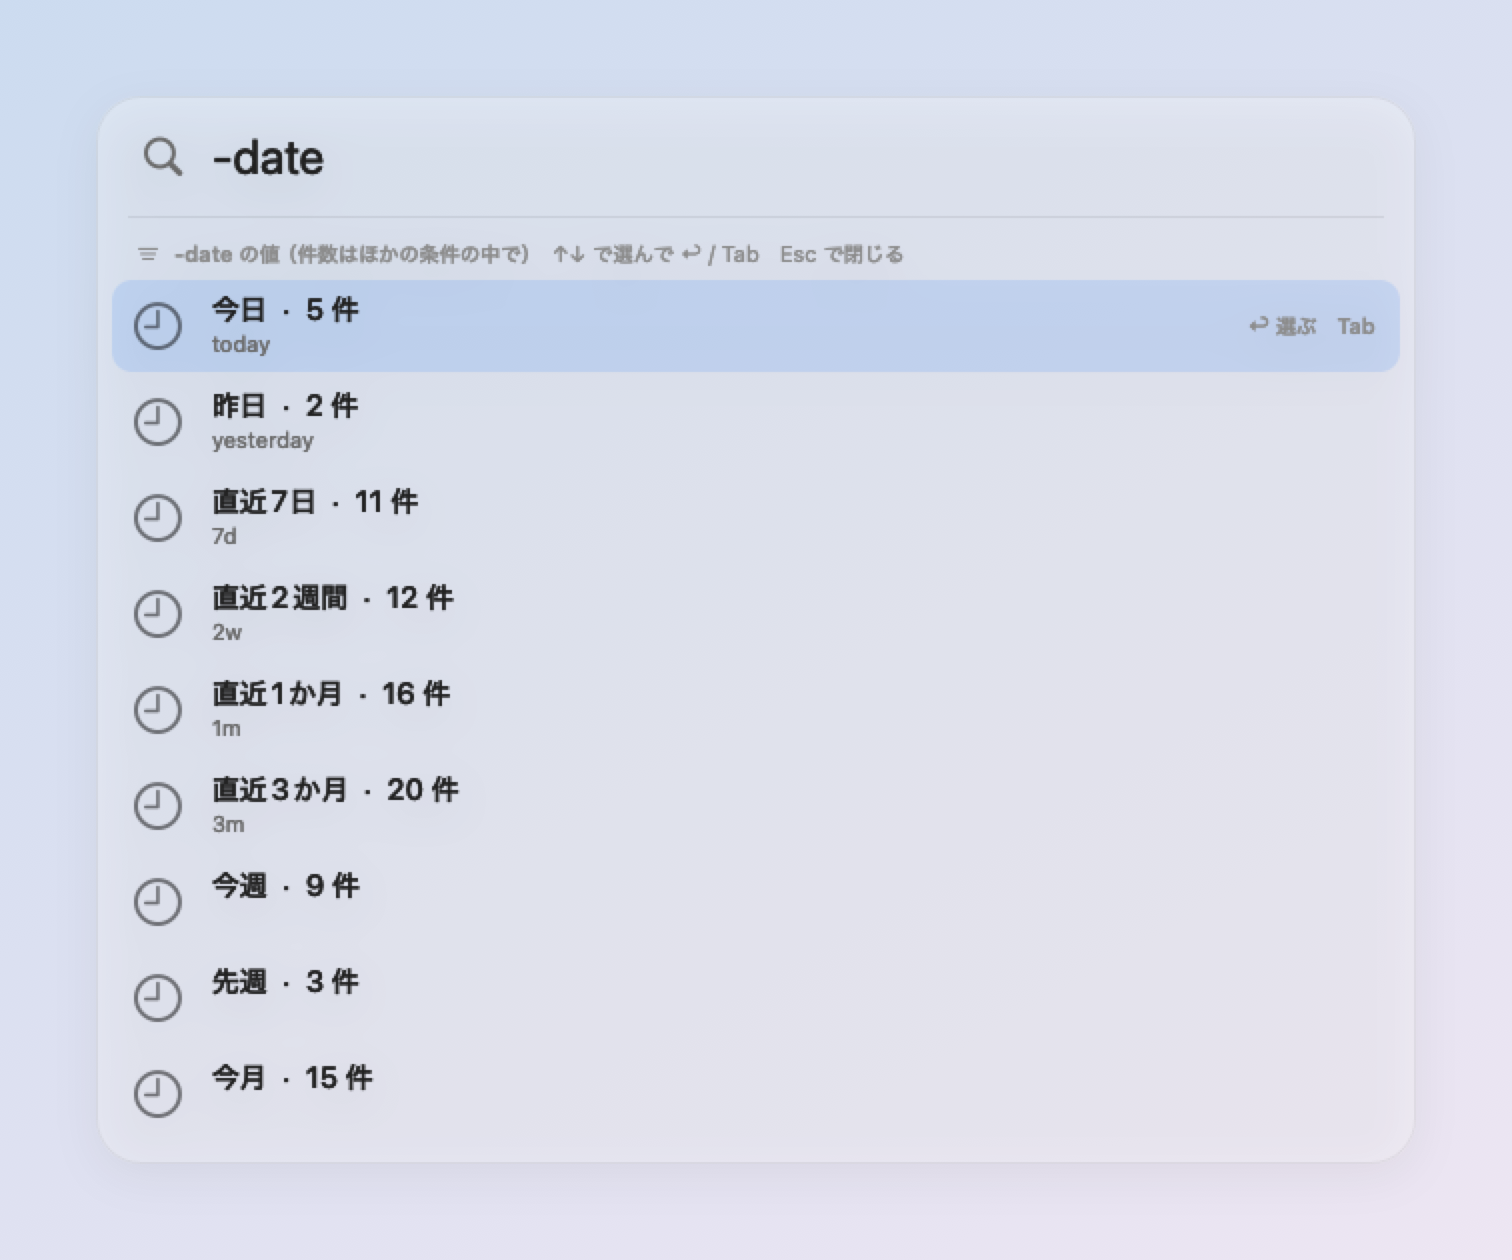 -date
-date の値（件数はほかの条件の中で） ↑↓ で選んで ↩ / Tab Esc で閉じる
今日 · 5 件
today
↩ 選ぶ Tab
昨日 · 2 件
yesterday
直近7日 · 11 件
7d
直近2週間 · 12 件
2w
直近1か月 · 16 件
1m
直近3か月 · 20 件
3m
今週 · 9 件
先週 · 3 件
今月 · 15 件